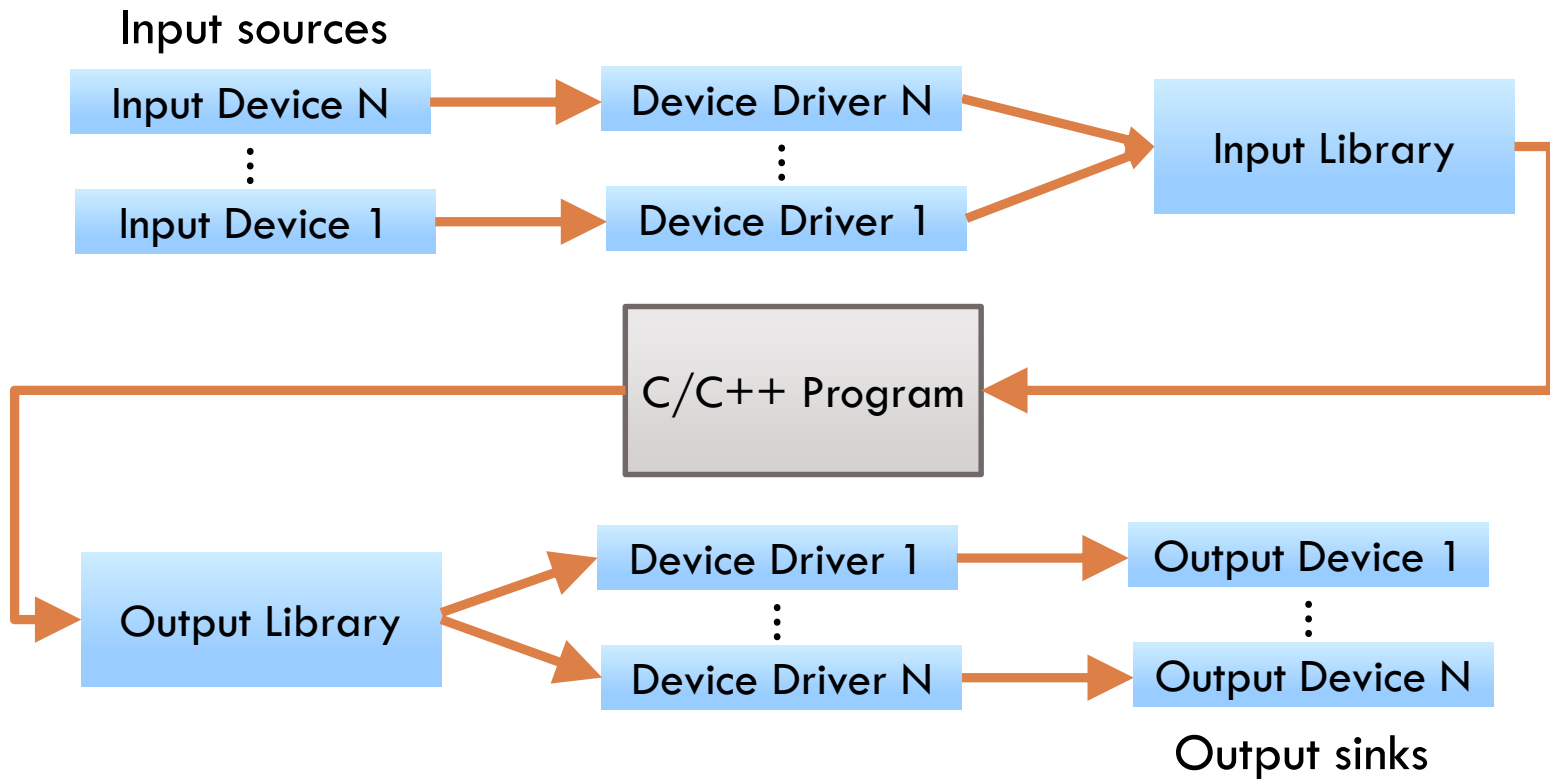 Input sources
Input Device N
Device Driver N
Input Library
⋮
⋮
Input Device 1
Device Driver 1
C/C++ Program
Output Library
Device Driver 1
Output Device 1
⋮
⋮
Device Driver N
Output Device N
Output sinks